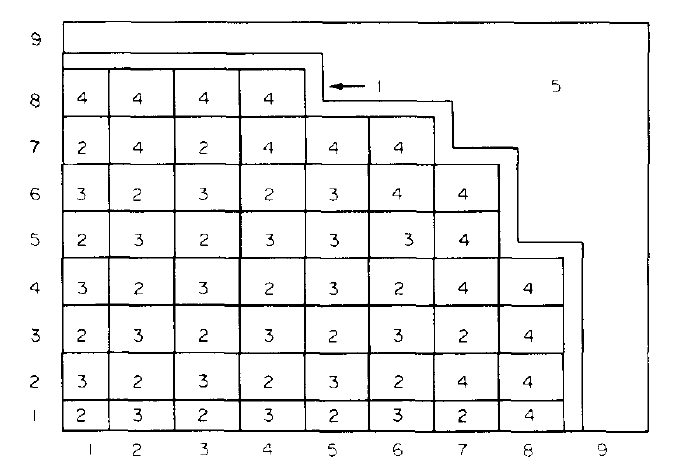 9
1 5
8 4 4 4 4
7 2 4 2 4 4 4
6 3 2 3 2 3 4 4
5 2 3 2 3 3 3 4
4 3 2 3 2 3 2 4 4
3 2 3 2 3 2 3 2 4
2 3 2 3 2 3 2 4 4
1 2 3 2 3 2 3 2 4
1 2 3 4 5 6 7 8 9